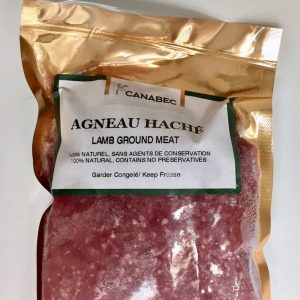 CANABEC
AGNEAU HACHÉ
LAMB GROUND MEAT
100% NATUREL, SANS AGENTS DE CONSERVATION
100% NATURAL, CONTAINS NO PRESERVATIVES
Garder Congelé/ Keep Frozen